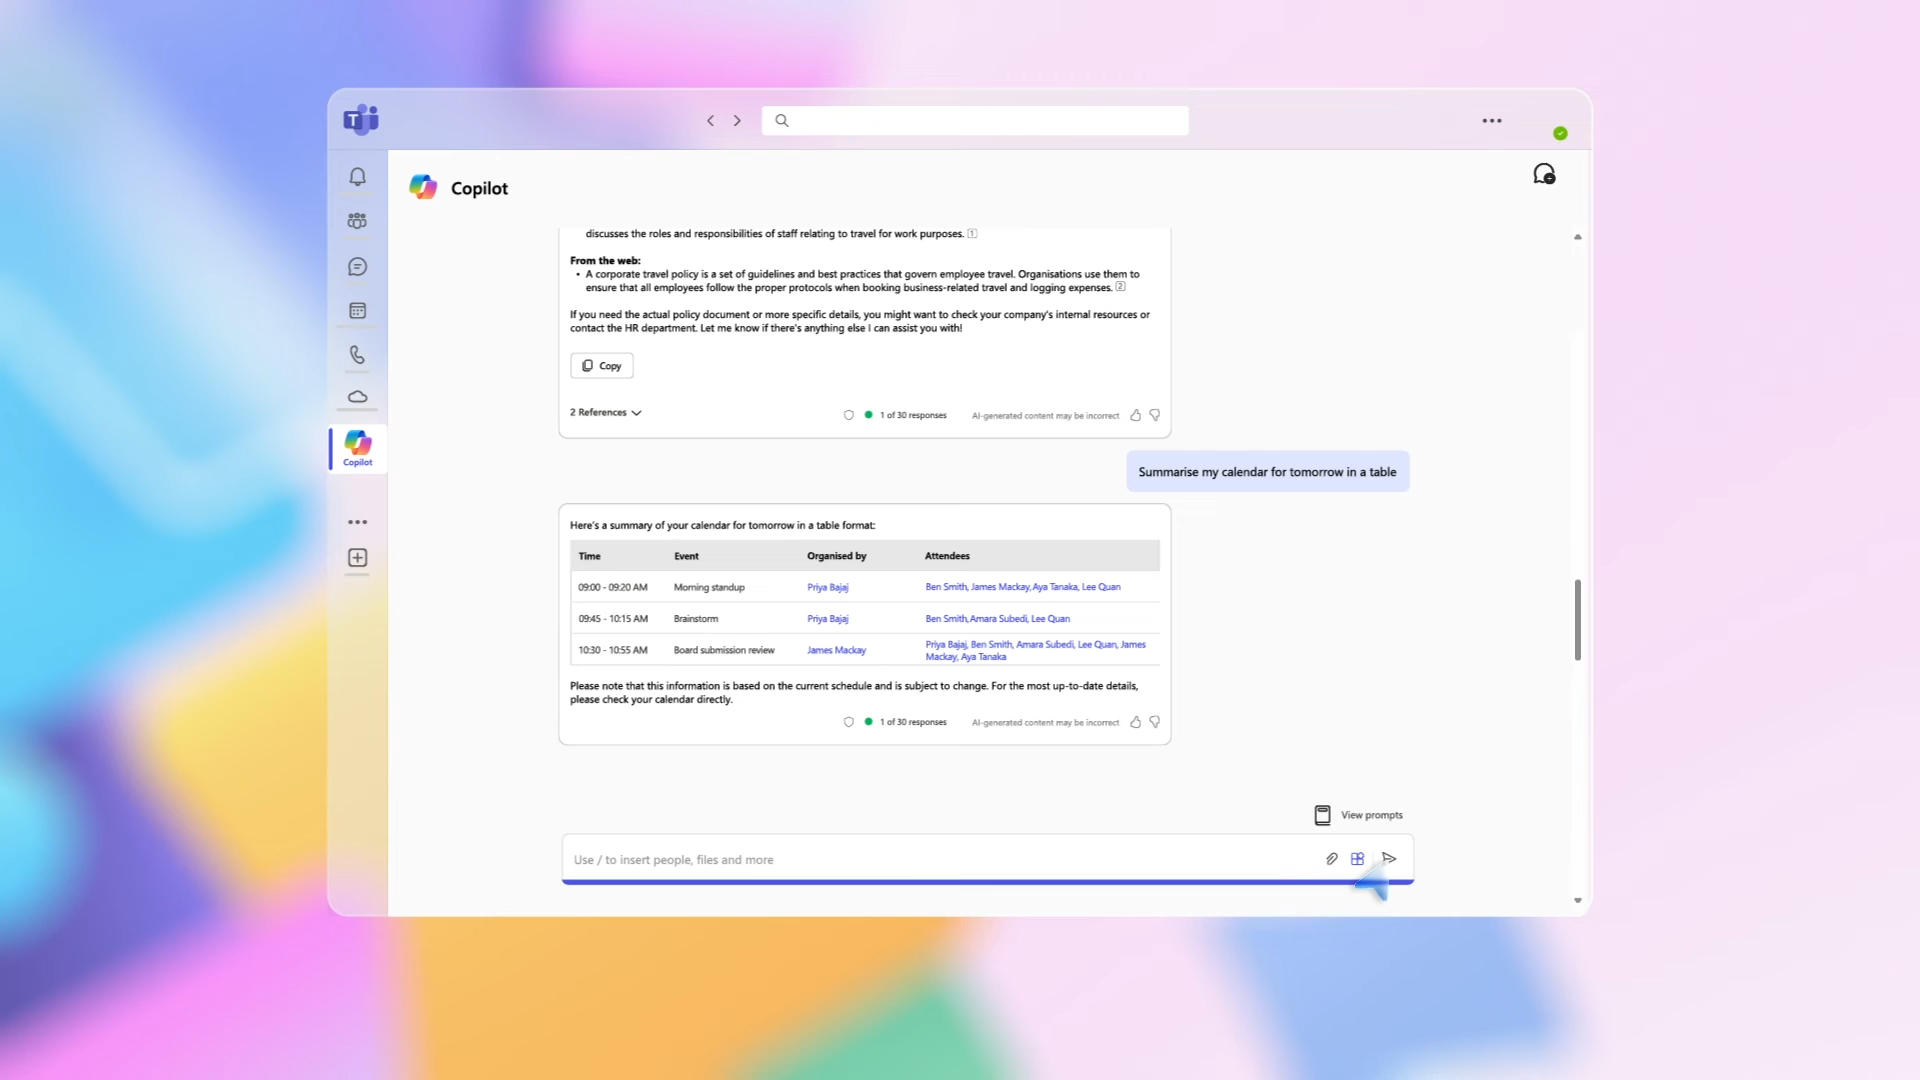 T
Copilot
discusses the roles and responsibilities of staff relating to travel for work purposes. 1
From the web:
• A corporate travel policy is a set of guidelines and best practices that govern employee travel. Organisations use them to
ensure that all employees follow the proper protocols when booking business-related travel and logging expenses. 2
If you need the actual policy document or more specific details, you might want to check your company's internal resources or
contact the HR department. Let me know if there's anything else I can assist you with!
Copy
2 References
1 of 30 responses AI-generated content may be incorrect
Copilot
Summarise my calendar for tomorrow in a table
Here's a summary of your calendar for tomorrow in a table format:
Time Event Organised by Attendees
09:00 - 09:20 AM Morning standup Priya Bajaj Ben Smith, James Mackay, Aya Tanaka, Lee Quan
09:45 - 10:15 AM Brainstorm Priya Bajaj Ben Smith, Amara Subedi, Lee Quan
10:30 - 10:55 AM Board submission review James Mackay Priya Bajaj, Ben Smith, Amara Subedi, Lee Quan, James
Mackay, Aya Tanaka
Please note that this information is based on the current schedule and is subject to change. For the most up-to-date details,
please check your calendar directly.
1 of 30 responses AI-generated content may be incorrect
View prompts
Use / to insert people, files and more